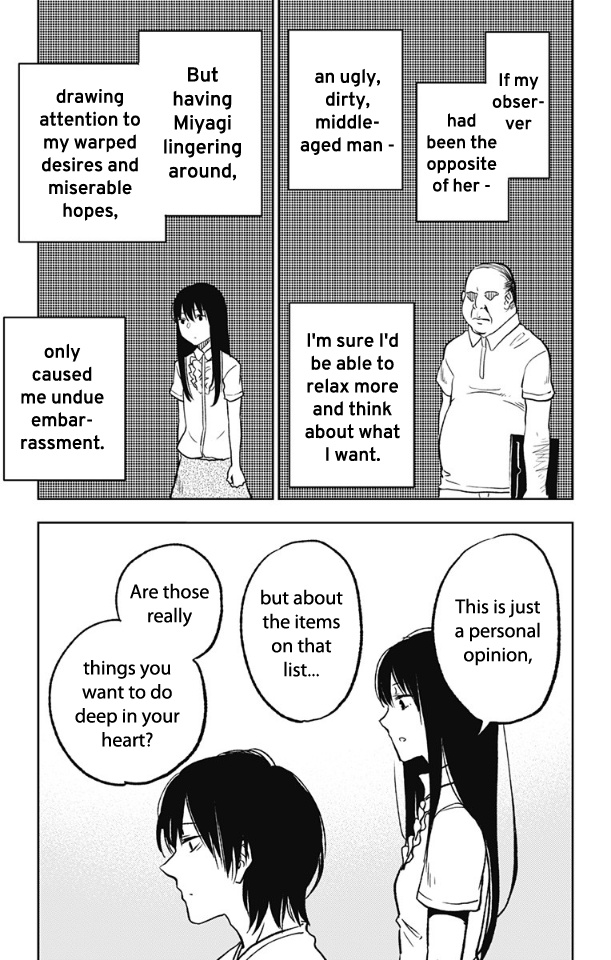 If my
obser-
ver
had
been the
opposite
of her -
an ugly,
dirty,
middle-
aged man -
I'm sure I'd
be able to
relax more
and think
about what
I want.
But
having
Miyagi
lingering
around,
drawing
attention to
my warped
desires and
miserable
hopes,
only
caused
me undue
embar-
rassment.
This is just
a personal
opinion,
but about
the items
on that
list...
Are those
really
things you
want to do
deep in your
heart?